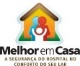 Melhor em Casa
A SEGURANÇA DO HOSPITAL NO
CONFORTO DO SEU LAR